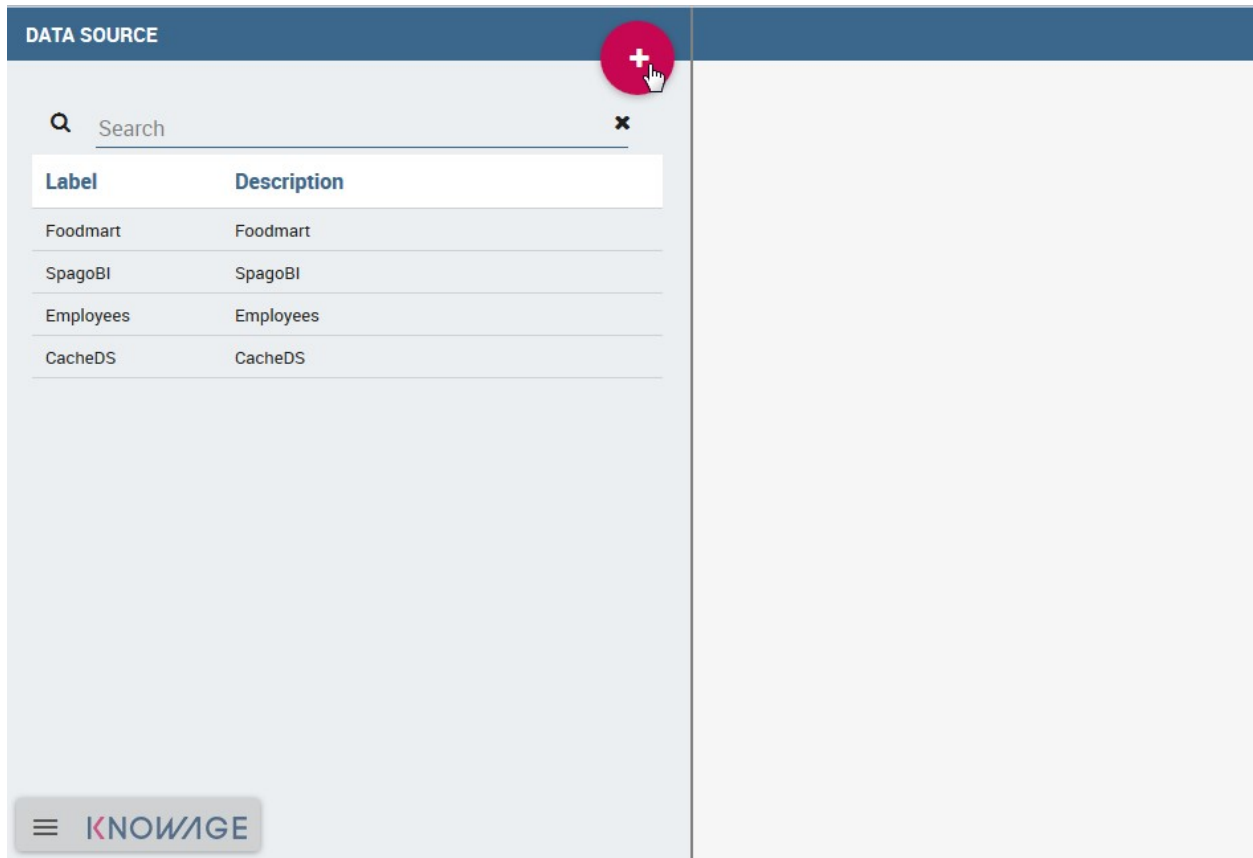 DATA SOURCE
Search
Label Description
Foodmart Foodmart
SpagoBI SpagoBI
Employees Employees
CacheDS CacheDS
KNOWAGE